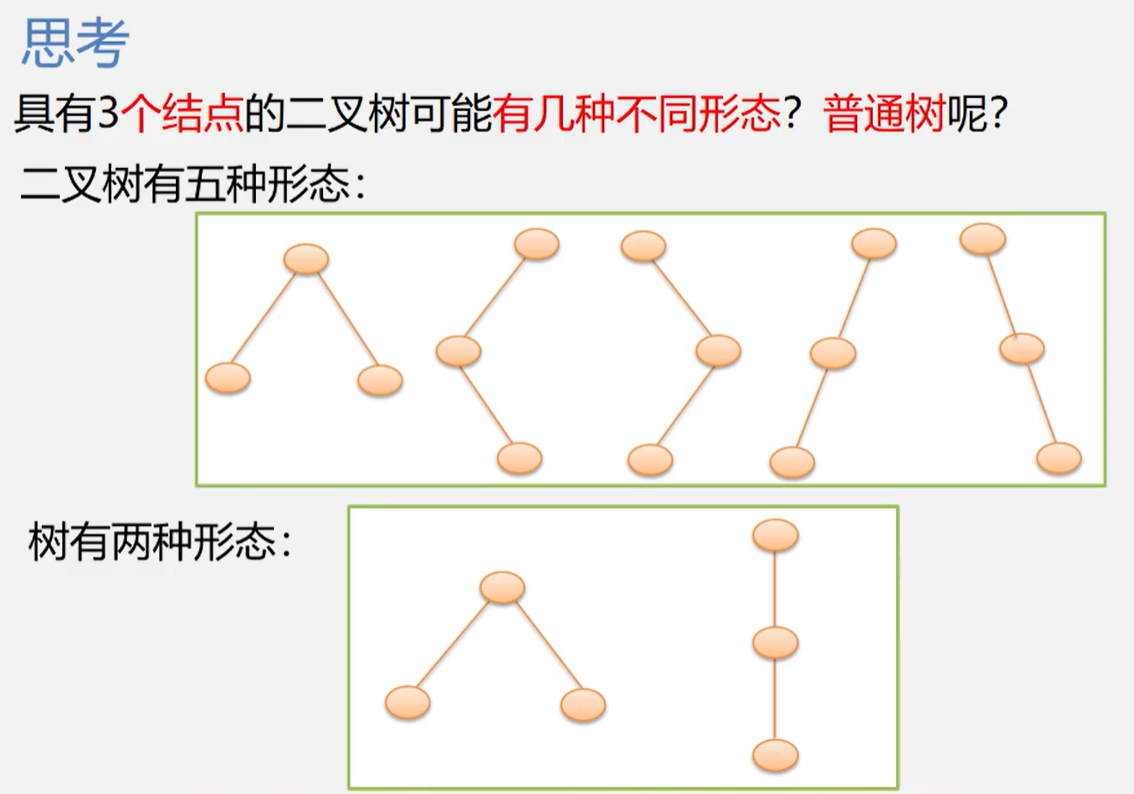 思考
具有3个结点的二叉树可能有几种不同形态？普通树呢？
二叉树有五种形态：
树有两种形态：